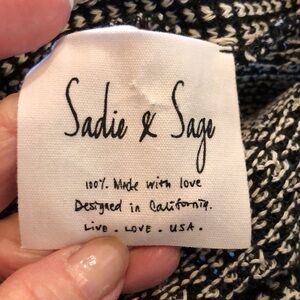 Sadie & Sage
100% Made with love
Designed in California.
Live . Love . USA .